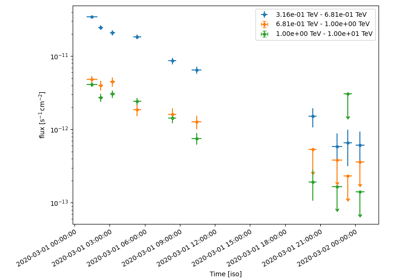 3.16e-01 TeV - 6.81e-01 TeV
6.81e-01 TeV - 1.00e+00 TeV
1.00e+00 TeV - 1.00e+01 TeV
10⁻¹¹
10⁻¹²
10⁻¹³
flux [s⁻¹cm⁻²]
2020-03-01 00:00:00
2020-03-01 03:00:00
2020-03-01 06:00:00
2020-03-01 09:00:00
2020-03-01 12:00:00
2020-03-01 15:00:00
2020-03-01 18:00:00
2020-03-01 21:00:00
2020-03-02 00:00:00
Time [iso]